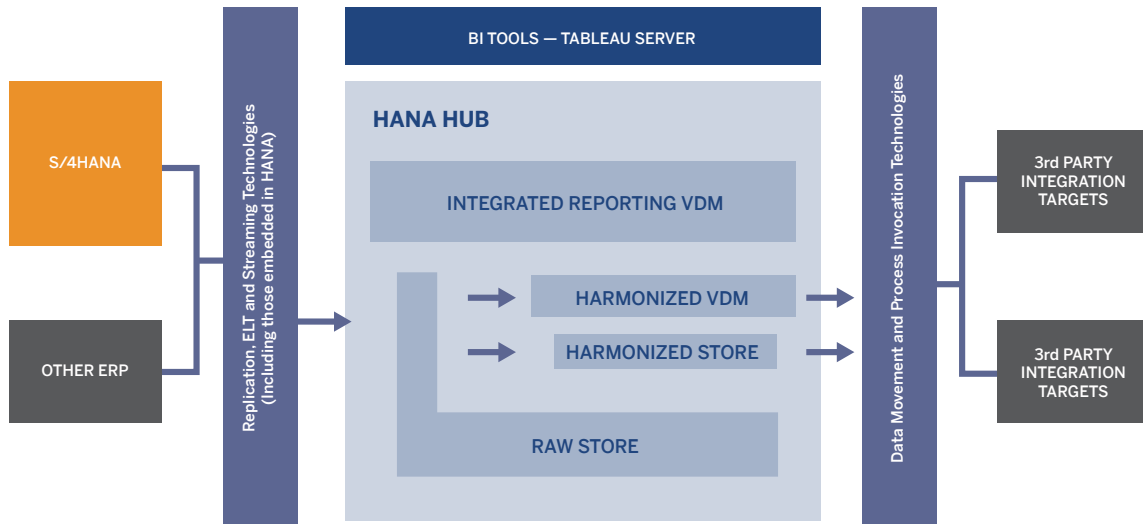 S/4HANA
OTHER ERP
Replication, ELT and Streaming Technologies
(Including those embedded in HANA)
BI TOOLS — TABLEAU SERVER
HANA HUB
INTEGRATED REPORTING VDM
HARMONIZED VDM
HARMONIZED STORE
RAW STORE
Data Movement and Process Invocation Technologies
3rd PARTY
INTEGRATION
TARGETS
3rd PARTY
INTEGRATION
TARGETS